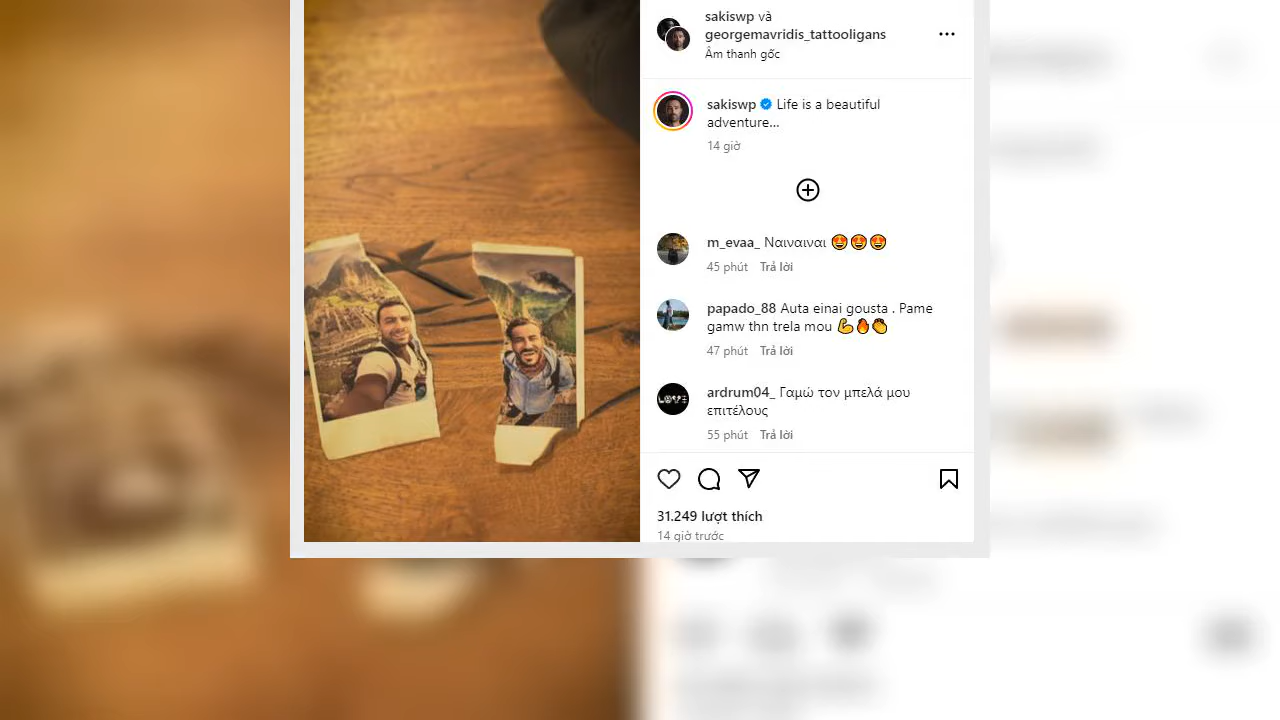 sakiswp và
georgemavridis_tattooligans
Âm thanh gốc
sakiswp Life is a beautiful
adventure...
14 giờ
m_evaa_ Ναιναιναι 😍😍😍
45 phút Trả lời
papado_88 Auta einai gousta . Pame
gamw thn trela mou 💪🔥👏
47 phút Trả lời
ardrum04_ Γαμώ τον μπελά μου
επιτέλους
55 phút Trả lời
31.249 lượt thích
14 giờ trước